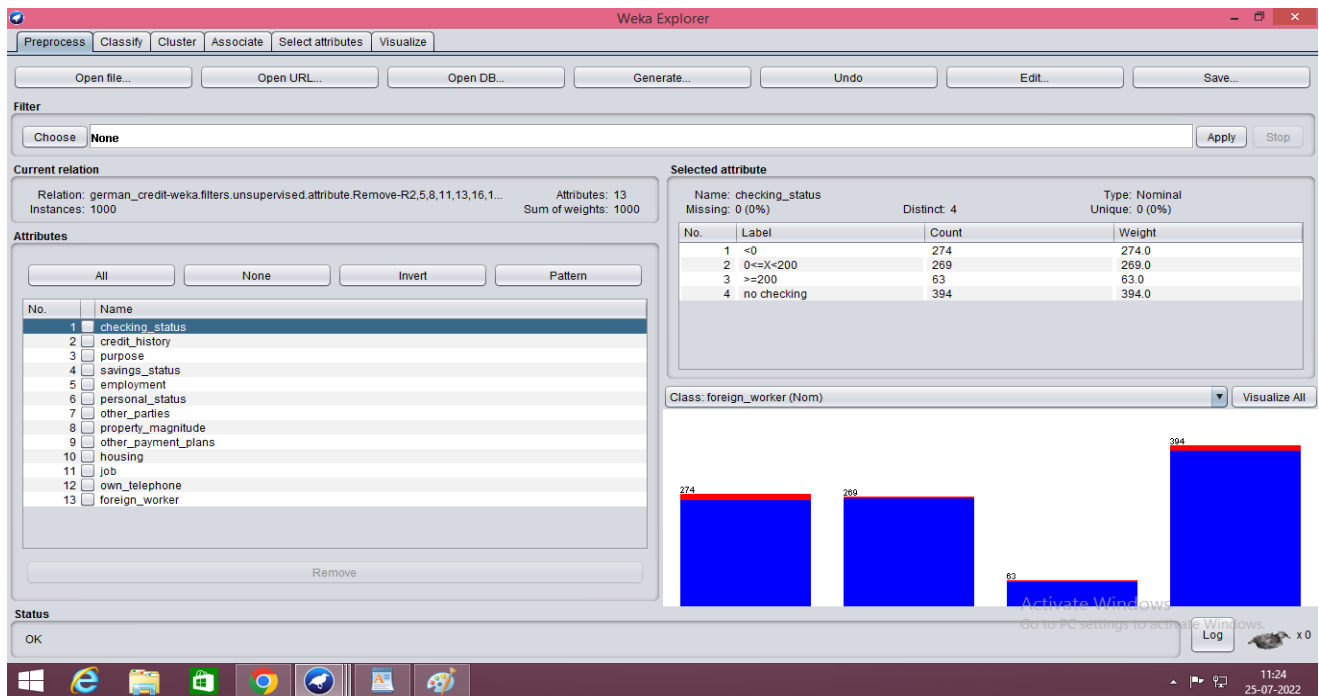 Weka Explorer
Preprocess Classify Cluster Associate Select attributes Visualize
Open file... Open URL... Open DB... Generate... Undo Edit... Save...
Filter
Choose None Apply Stop
Current relation
Relation: german_credit-weka.filters.unsupervised.attribute.Remove-R2,5,8,11,13,16,1... Attributes: 13
Instances: 1000 Sum of weights: 1000
Attributes
All None Invert Pattern
No. Name
1 checking_status
2 credit_history
3 purpose
4 savings_status
5 employment
6 personal_status
7 other_parties
8 property_magnitude
9 other_payment_plans
10 housing
11 job
12 own_telephone
13 foreign_worker
Remove
Selected attribute
Name: checking_status Type: Nominal
Missing: 0 (0%) Distinct: 4 Unique: 0 (0%)
No. Label Count Weight
1 <0 274 274.0
2 0<=X<200 269 269.0
3 >=200 63 63.0
4 no checking 394 394.0
Class: foreign_worker (Nom) Visualize All
394
274 269
63
Activate Windows
Go to PC settings to activate Windows.
Status
OK Log x 0
11:24
25-07-2022